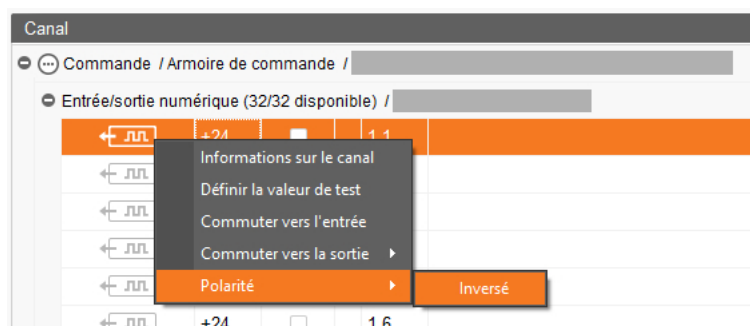 Canal
Commande / Armoire de commande /
Entrée/sortie numérique (32/32 disponible) /
+24 1.1
Informations sur le canal
Définir la valeur de test
Commuter vers l'entrée
Commuter vers la sortie
Polarité Inversé
+24 1.6